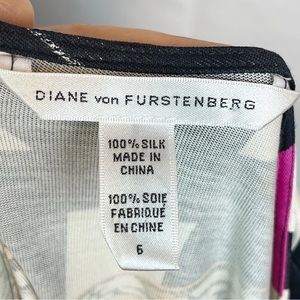 DIANE von FURSTENBERG
100% SILK
MADE IN
CHINA
100% SOIE
FABRIQUÉ
EN CHINE
6